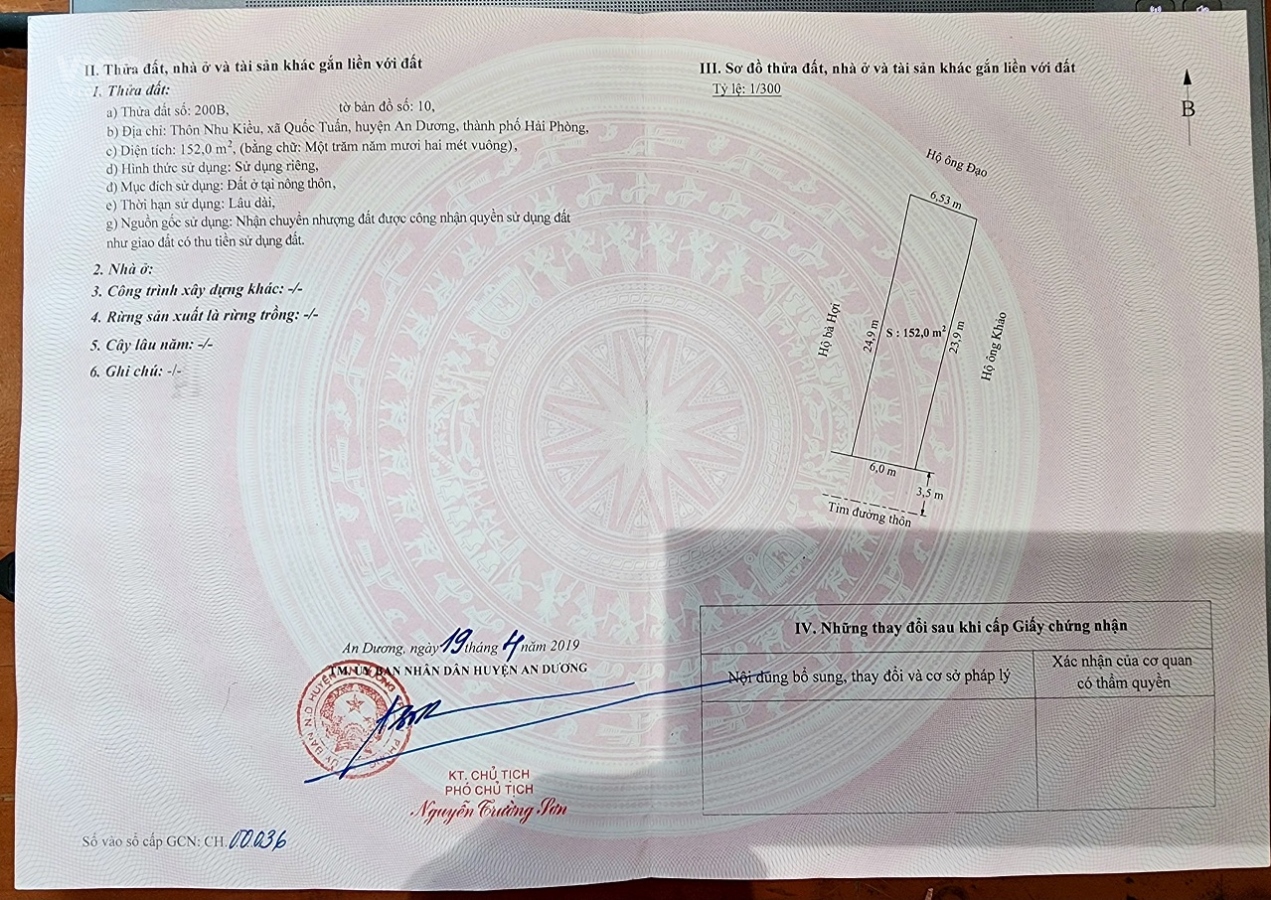 II. Thửa đất, nhà ở và tài sản khác gắn liền với đất
1. Thửa đất:
a) Thửa đất số: 200B, tờ bản đồ số: 10,
b) Địa chỉ: Thôn Nhu Kiều, xã Quốc Tuấn, huyện An Dương, thành phố Hải Phòng,
c) Diện tích: 152,0 m², (bằng chữ: Một trăm năm mươi hai mét vuông),
d) Hình thức sử dụng: Sử dụng riêng,
đ) Mục đích sử dụng: Đất ở tại nông thôn,
e) Thời hạn sử dụng: Lâu dài,
g) Nguồn gốc sử dụng: Nhận chuyển nhượng đất được công nhận quyền sử dụng đất
như giao đất có thu tiền sử dụng đất.
2. Nhà ở:
3. Công trình xây dựng khác: -/-
4. Rừng sản xuất là rừng trồng: -/-
5. Cây lâu năm: -/-
6. Ghi chú: -/-
An Dương, ngày 19 tháng 4 năm 2019
TM. ỦY BAN NHÂN DÂN HUYỆN AN DƯƠNG
KT. CHỦ TỊCH
PHÓ CHỦ TỊCH
Nguyễn Trường Sơn
Số vào sổ cấp GCN: CH.00036
III. Sơ đồ thửa đất, nhà ở và tài sản khác gắn liền với đất
Tỷ lệ: 1/300
B
Hộ ông Đạo
6,53 m
Hộ bà Hợi
24,9 m
S : 152,0 m²
23,9 m
Hộ ông Khảo
6,0 m
3,5 m
Tim đường thôn
IV. Những thay đổi sau khi cấp Giấy chứng nhận
Nội dung bổ sung, thay đổi và cơ sở pháp lý
Xác nhận của cơ quan
có thẩm quyền